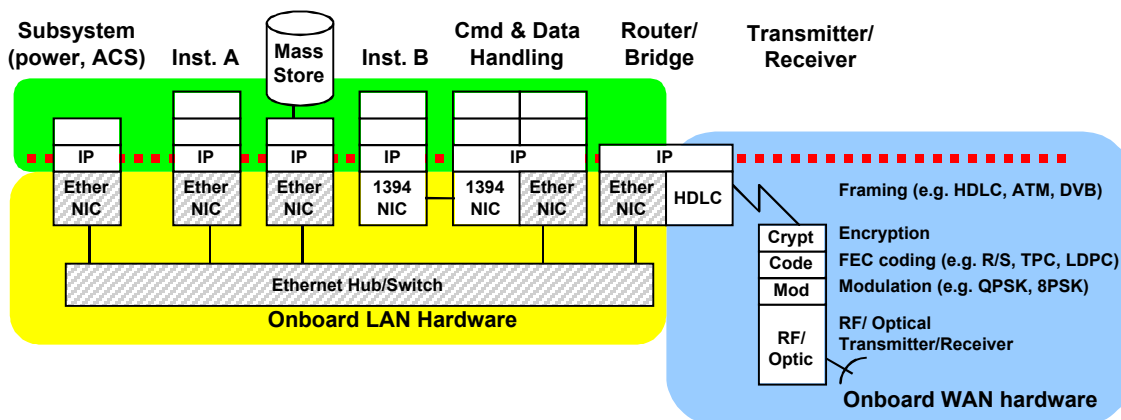 Subsystem
(power, ACS)
Inst. A
Mass
Store
Inst. B
Cmd & Data
Handling
Router/
Bridge
Transmitter/
Receiver
IP
IP
IP
IP
IP
IP
Ether
NIC
Ether
NIC
Ether
NIC
1394
NIC
1394
NIC
Ether
NIC
Ether
NIC
HDLC
Framing (e.g. HDLC, ATM, DVB)
Crypt
Encryption
Code
FEC coding (e.g. R/S, TPC, LDPC)
Mod
Modulation (e.g. QPSK, 8PSK)
Ethernet Hub/Switch
Onboard LAN Hardware
RF/
Optic
RF/ Optical
Transmitter/Receiver
Onboard WAN hardware